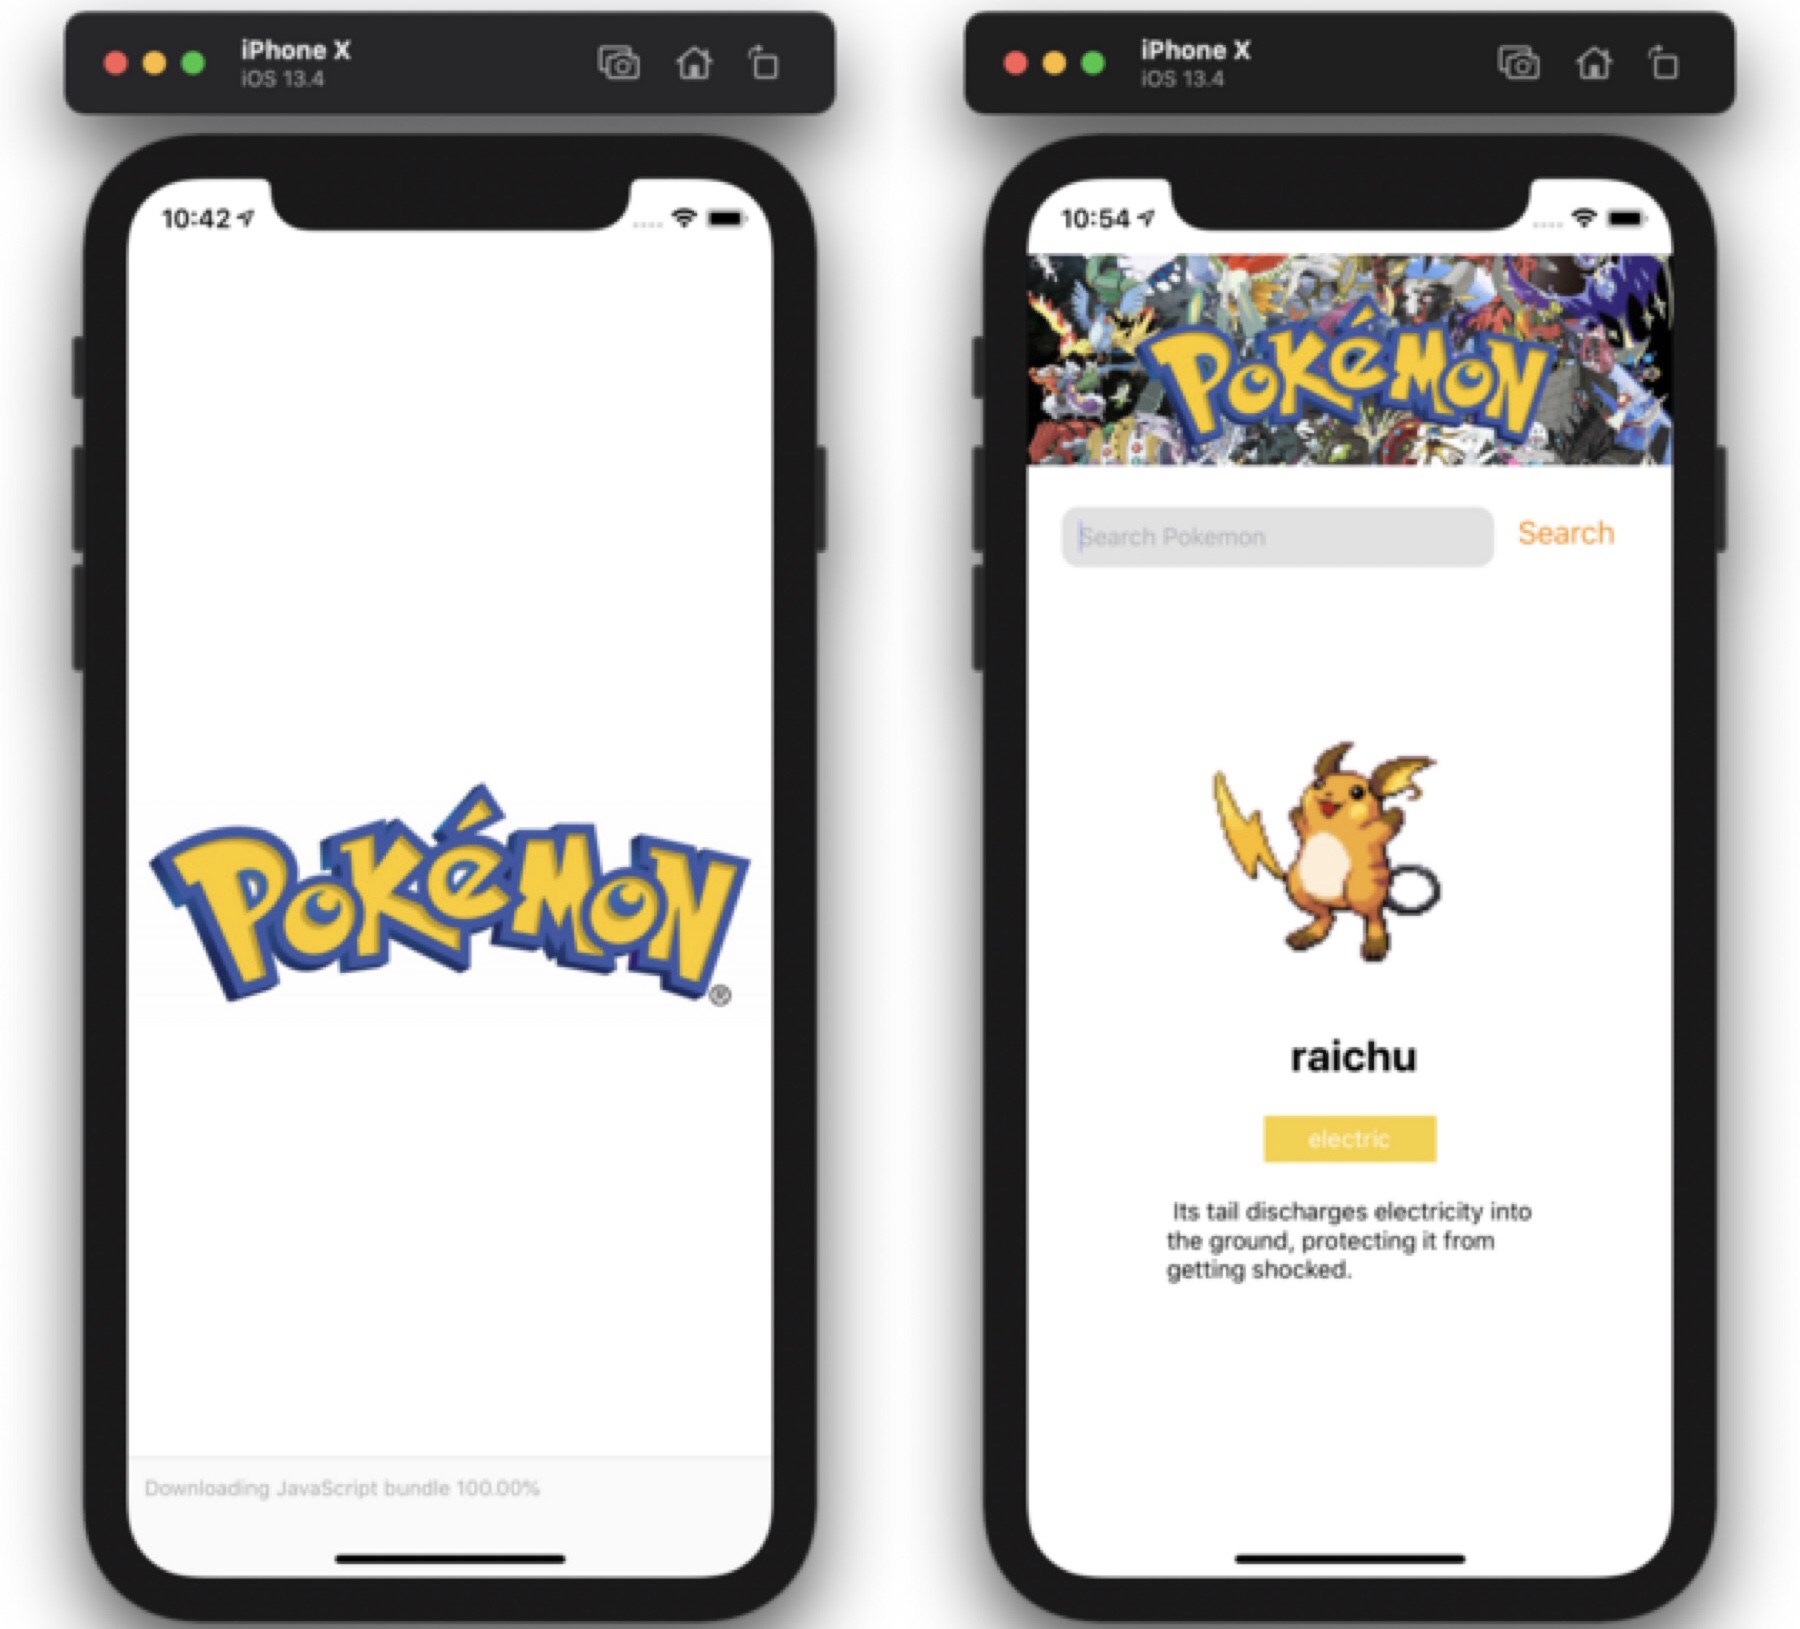 iPhone X
iOS 13.4
10:42
POKéMON
®
Downloading JavaScript bundle 100.00%
iPhone X
iOS 13.4
10:54
POKéMON
Search Pokemon
Search
raichu
electric
Its tail discharges electricity into
the ground, protecting it from
getting shocked.